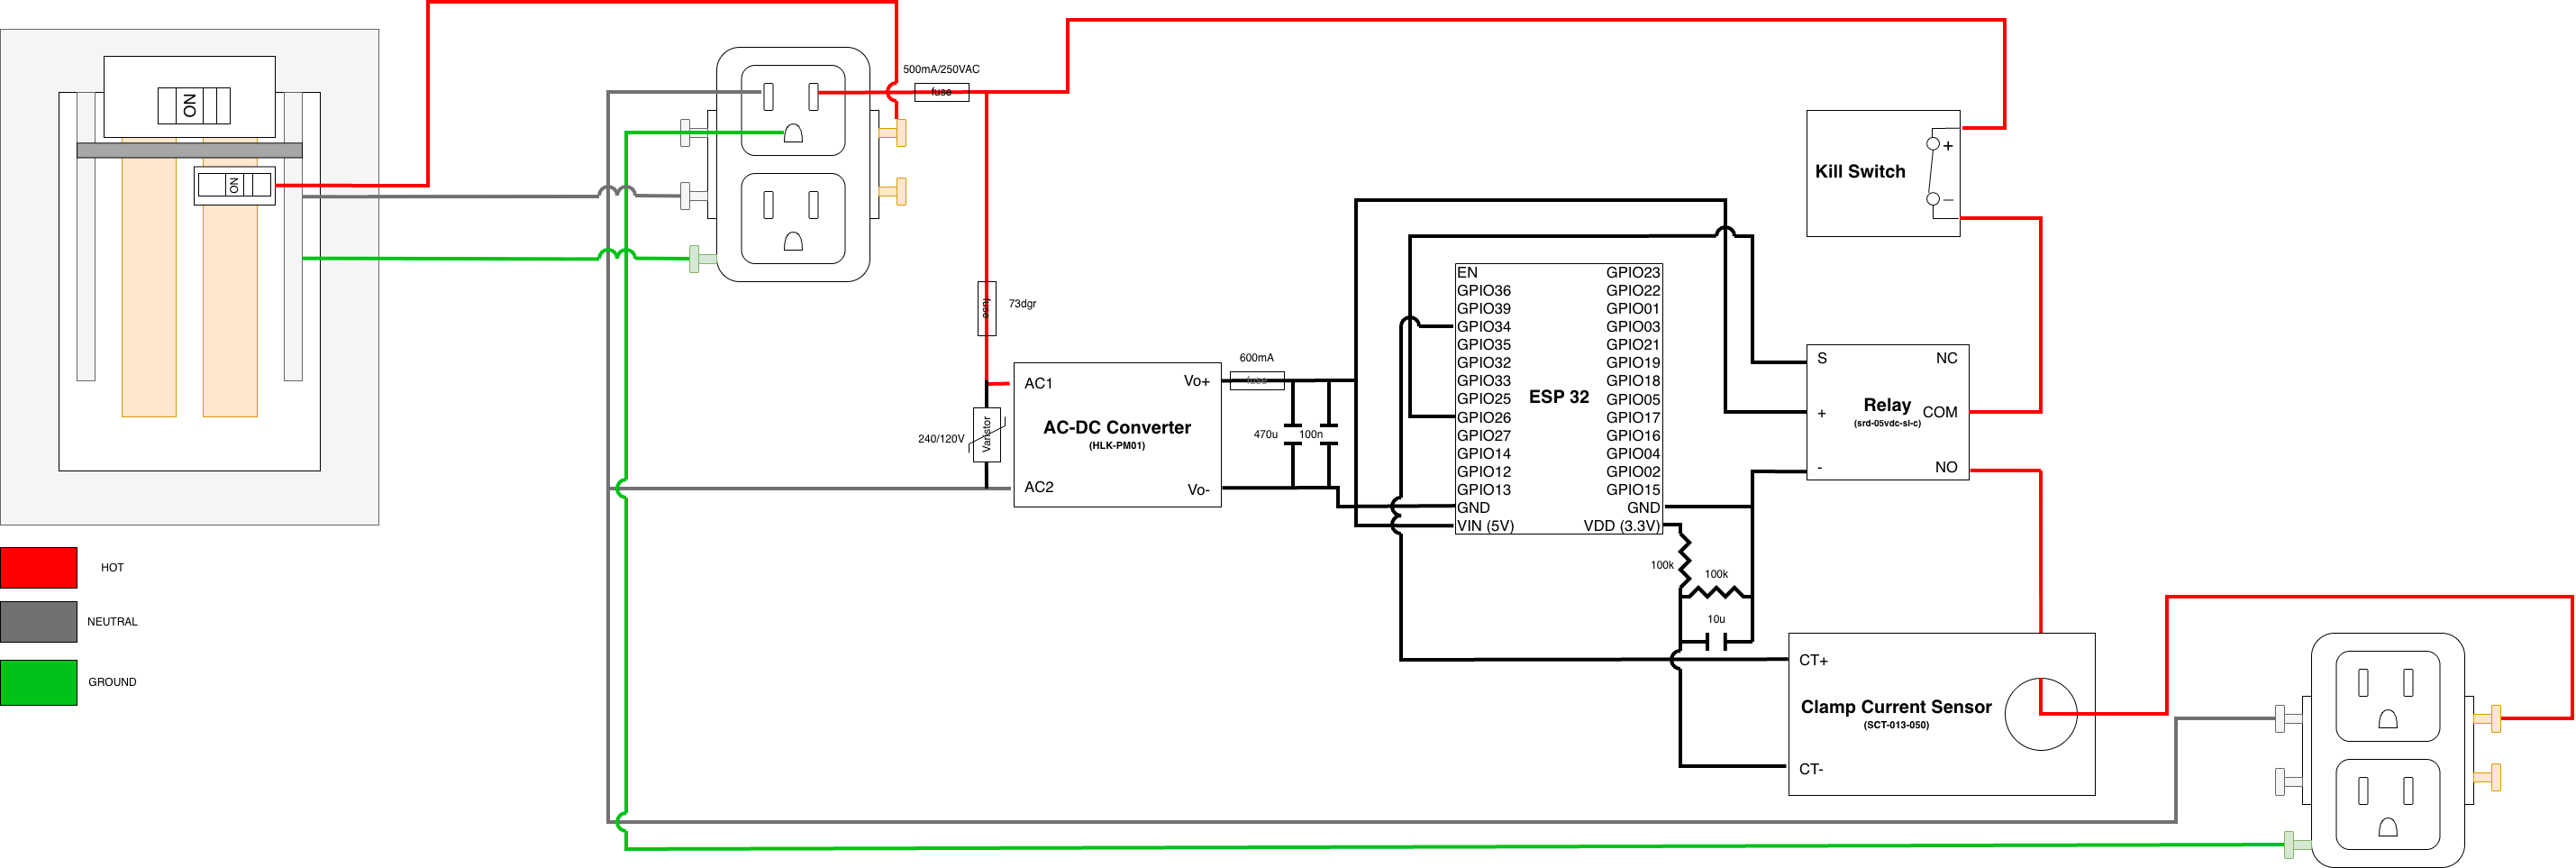 ON
ON
500mA/250VAC
fuse
fuse
73dgr
240/120V
Varistor
AC1
AC2
Vo+
Vo-
AC-DC Converter
(HLK-PM01)
600mA
fuse
470u
100n
EN
GPIO36
GPIO39
GPIO34
GPIO35
GPIO32
GPIO33
GPIO25
GPIO26
GPIO27
GPIO14
GPIO12
GPIO13
GND
VIN (5V)
ESP 32
GPIO23
GPIO22
GPIO01
GPIO03
GPIO21
GPIO19
GPIO18
GPIO05
GPIO17
GPIO16
GPIO04
GPIO02
GPIO15
GND
VDD (3.3V)
100k
100k
10u
Kill Switch
+
–
S
+
-
Relay
(srd-05vdc-sl-c)
NC
COM
NO
CT+
Clamp Current Sensor
(SCT-013-050)
CT-
HOT
NEUTRAL
GROUND